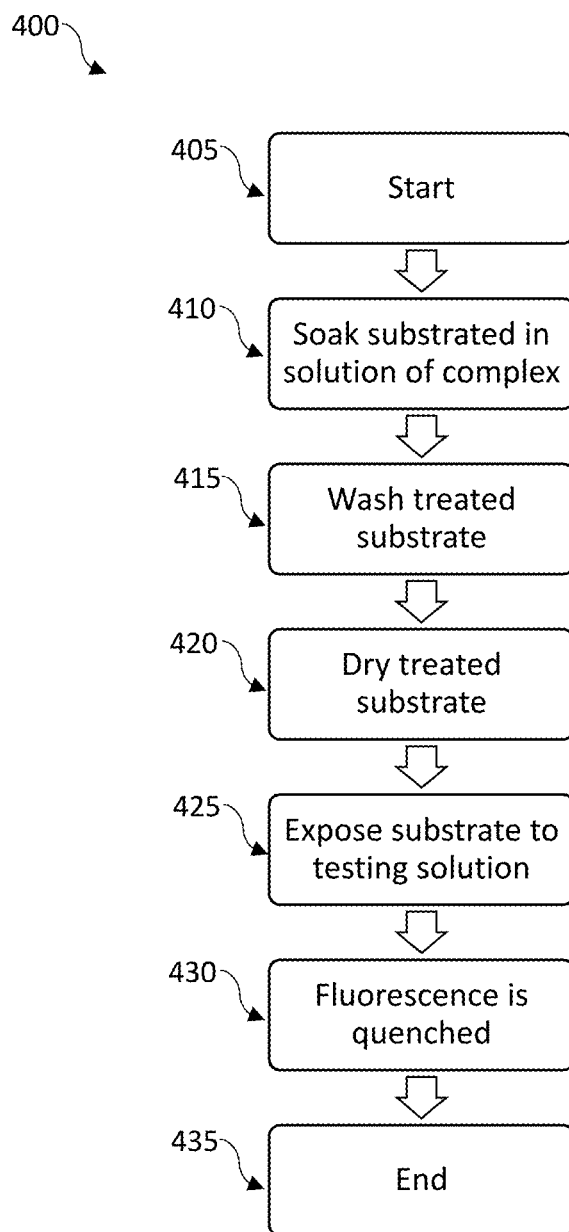 400
405
Start
410
Soak substrated in
solution of complex
415
Wash treated
substrate
420
Dry treated
substrate
425
Expose substrate to
testing solution
430
Fluorescence is
quenched
435
End